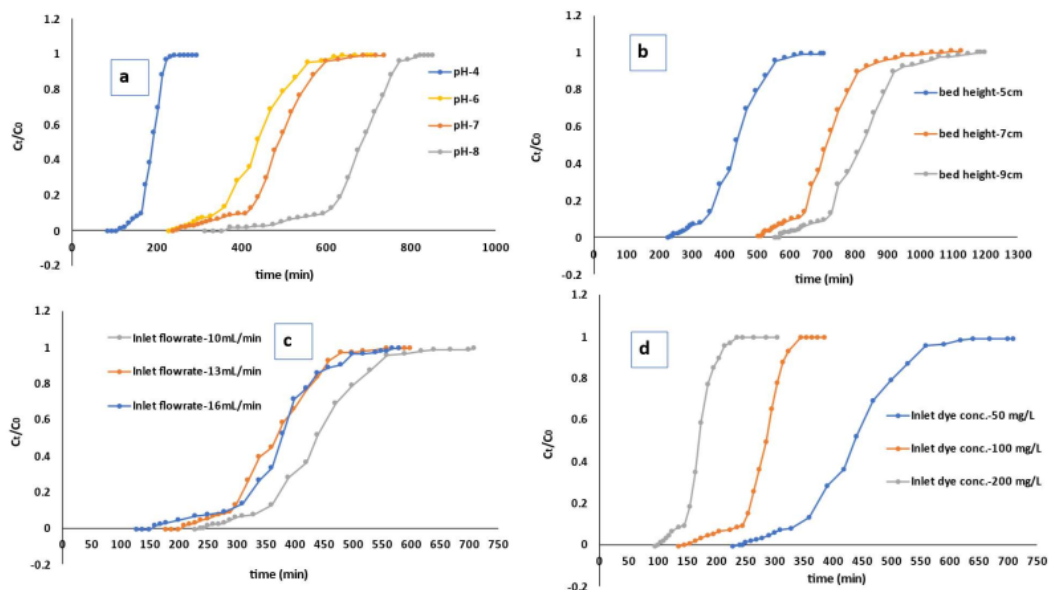 1.2
1
0.8
0.6
0.4
0.2
0
-0.2
Ct/C0
a
pH-4
pH-6
pH-7
pH-8
0 200 400 600 800 1000
time (min)
1.2
1
0.8
0.6
0.4
0.2
0
-0.2
Ct/C0
b
bed height-5cm
bed height-7cm
bed height-9cm
0 100 200 300 400 500 600 700 800 900 1000 1100 1200 1300
time (min)
1.2
1
0.8
0.6
0.4
0.2
0
-0.2
Ct/C0
c
Inlet flowrate-10mL/min
Inlet flowrate-13mL/min
Inlet flowrate-16mL/min
0 50 100 150 200 250 300 350 400 450 500 550 600 650 700 750
time (min)
1.2
1
0.8
0.6
0.4
0.2
0
-0.2
Ct/C0
d
Inlet dye conc.-50 mg/L
Inlet dye conc.-100 mg/L
Inlet dye conc.-200 mg/L
0 50 100 150 200 250 300 350 400 450 500 550 600 650 700 750
time (min)